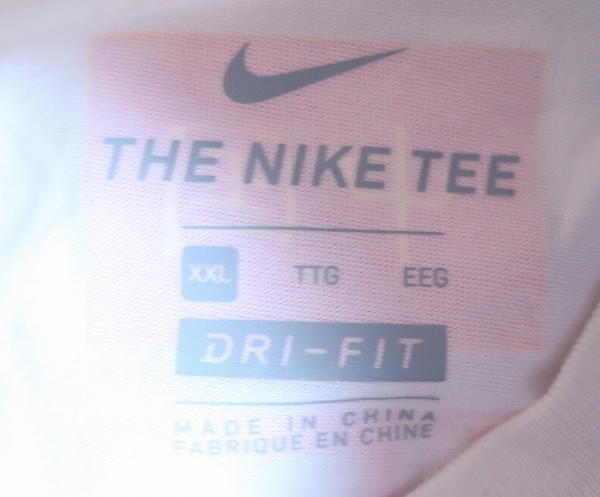 THE NIKE TEE
XXL TTG EEG
DRI-FIT
MADE IN CHINA
FABRIQUE EN CHINE